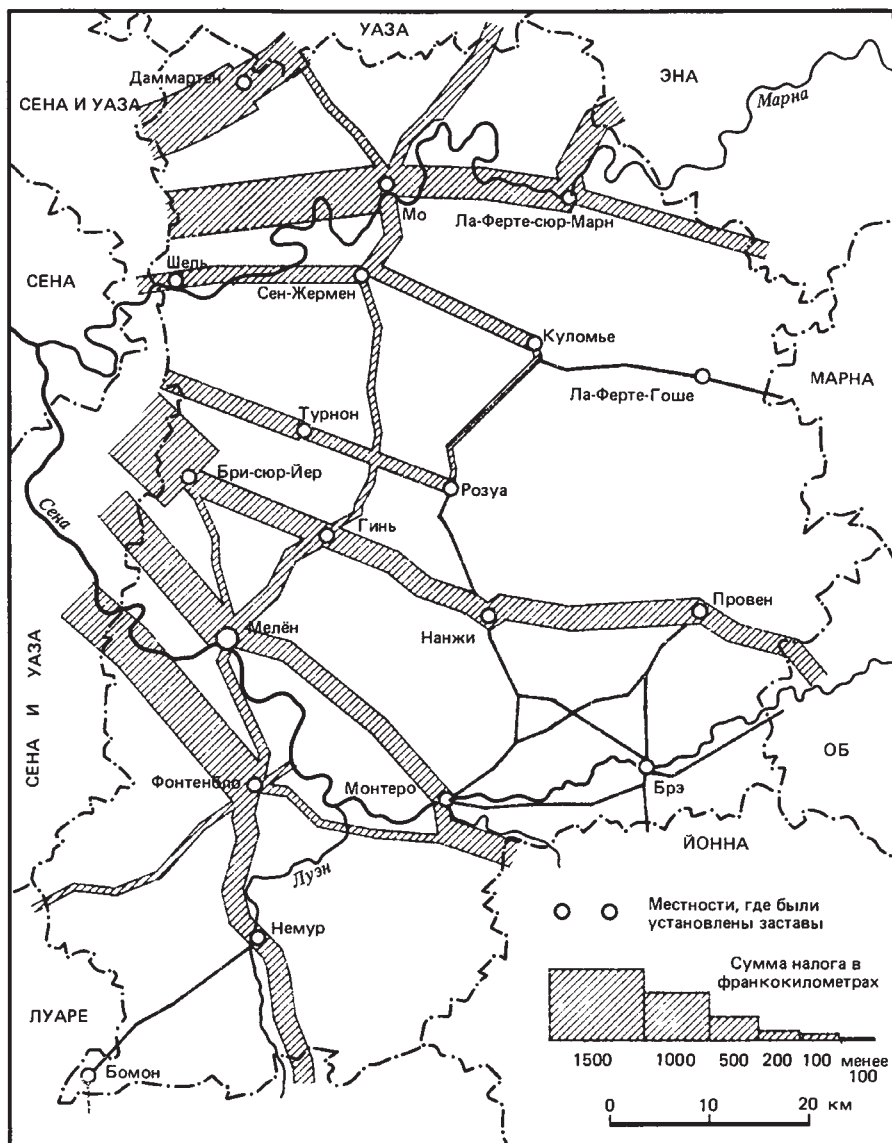 УАЗА
Даммартен
ЭНА
СЕНА И УАЗА
Марна
Мо
Ла-Ферте-сюр-Марн
Шель
СЕНА
Сен-Жермен
Куломье
МАРНА
Ла-Ферте-Гоше
Турнон
Бри-сюр-Йер
Розуа
Сена
Гинь
Провен
Мелён
Нанжи
СЕНА И УАЗА
ОБ
Фонтенбло
Монтеро
Брэ
ЙОННА
Луэн
Местности, где были
установлены заставы
Немур
Сумма налога в
франкокилометрах
ЛУАРЕ
1500 1000 500 200 100 менее
100
Бомон
0 10 20 км